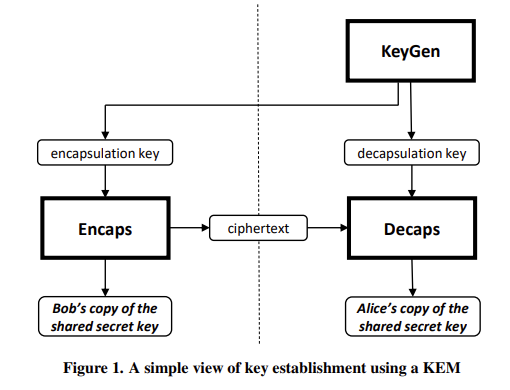 KeyGen
encapsulation key
decapsulation key
Encaps
ciphertext
Decaps
Bob's copy of the
shared secret key
Alice's copy of the
shared secret key
Figure 1. A simple view of key establishment using a KEM